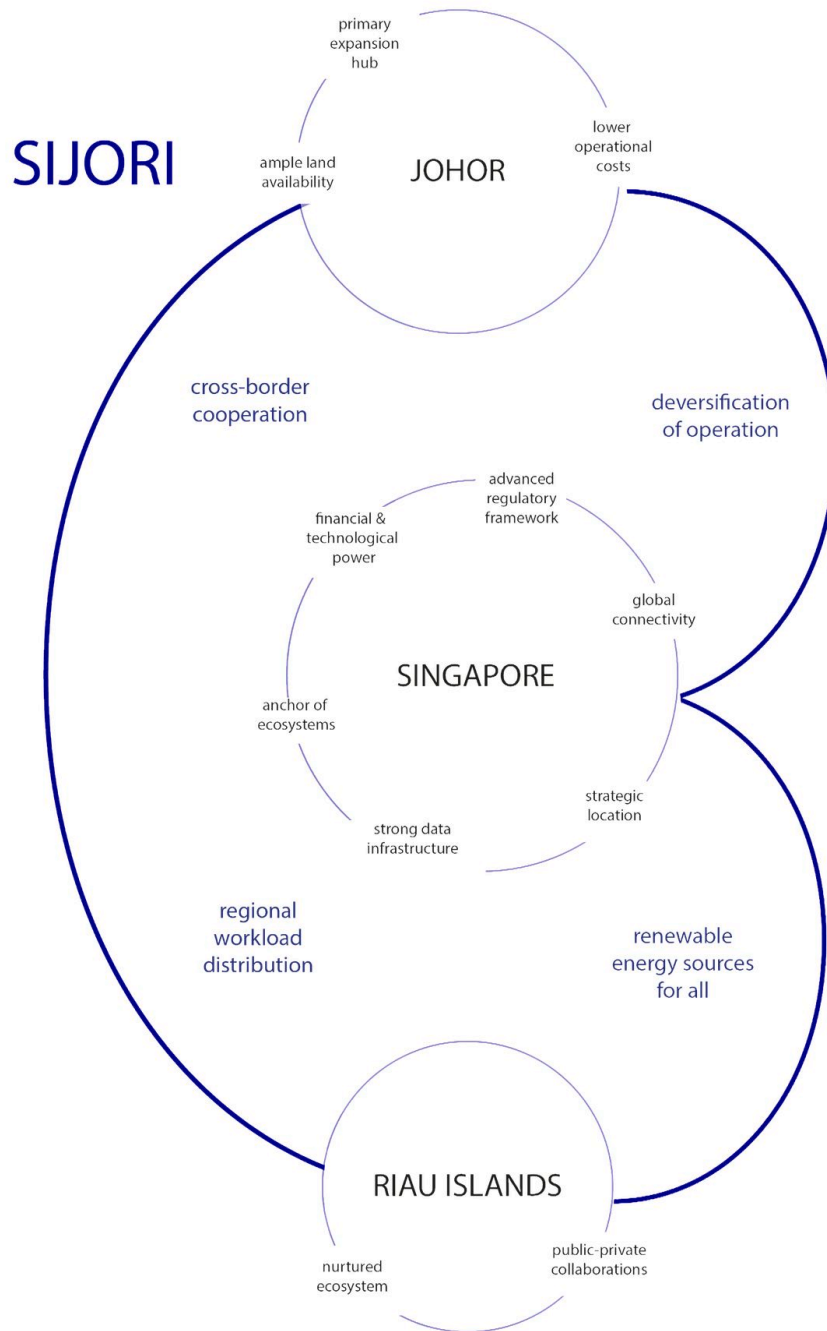 SIJORI
primary
expansion
hub
lower
operational
costs
ample land
availability
JOHOR
cross-border
cooperation
deversification
of operation
advanced
regulatory
framework
financial &
technological
power
global
connectivity
SINGAPORE
anchor of
ecosystems
strategic
location
strong data
infrastructure
regional
workload
distribution
renewable
energy sources
for all
RIAU ISLANDS
public-private
collaborations
nurtured
ecosystem